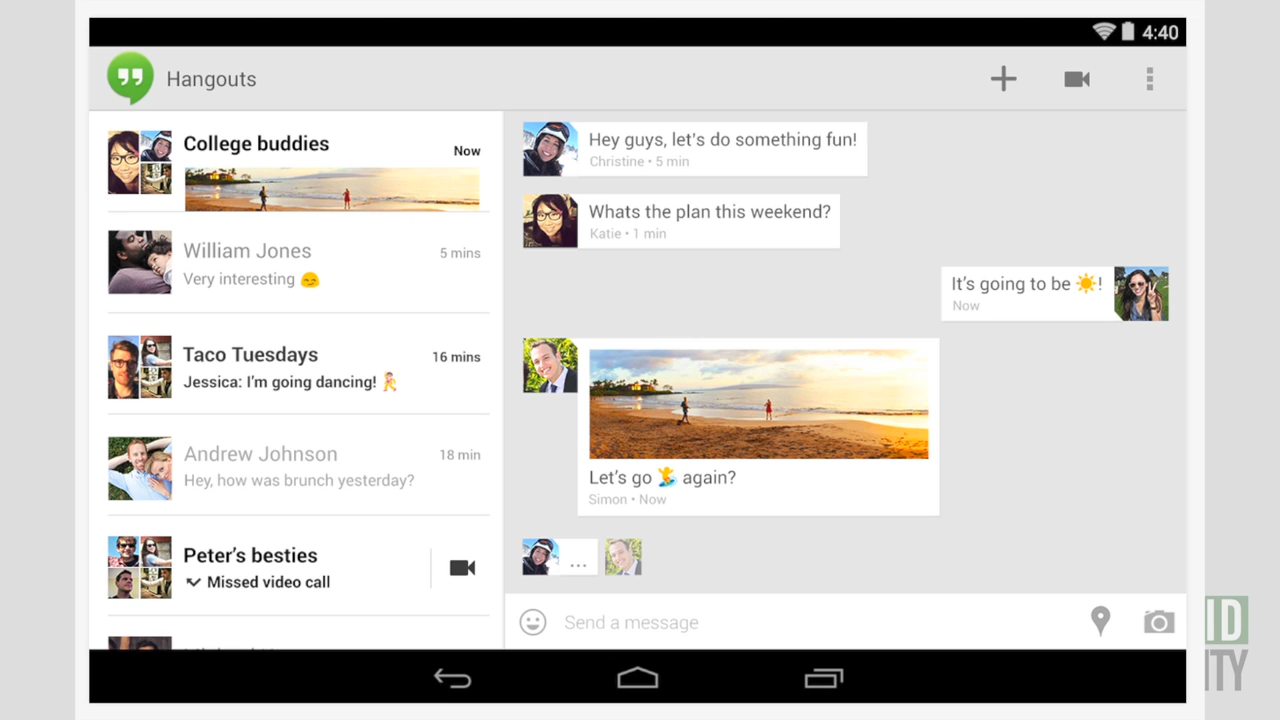 4:40
Hangouts
College buddies
Now
William Jones
5 mins
Very interesting 😊
Taco Tuesdays
16 mins
Jessica: I'm going dancing! 💃
Andrew Johnson
18 min
Hey, how was brunch yesterday?
Peter's besties
Missed video call
Hey guys, let's do something fun!
Christine • 5 min
Whats the plan this weekend?
Katie • 1 min
It's going to be ☀!
Now
Let's go 🏄 again?
Simon • Now
...
Send a message
ID
ITY